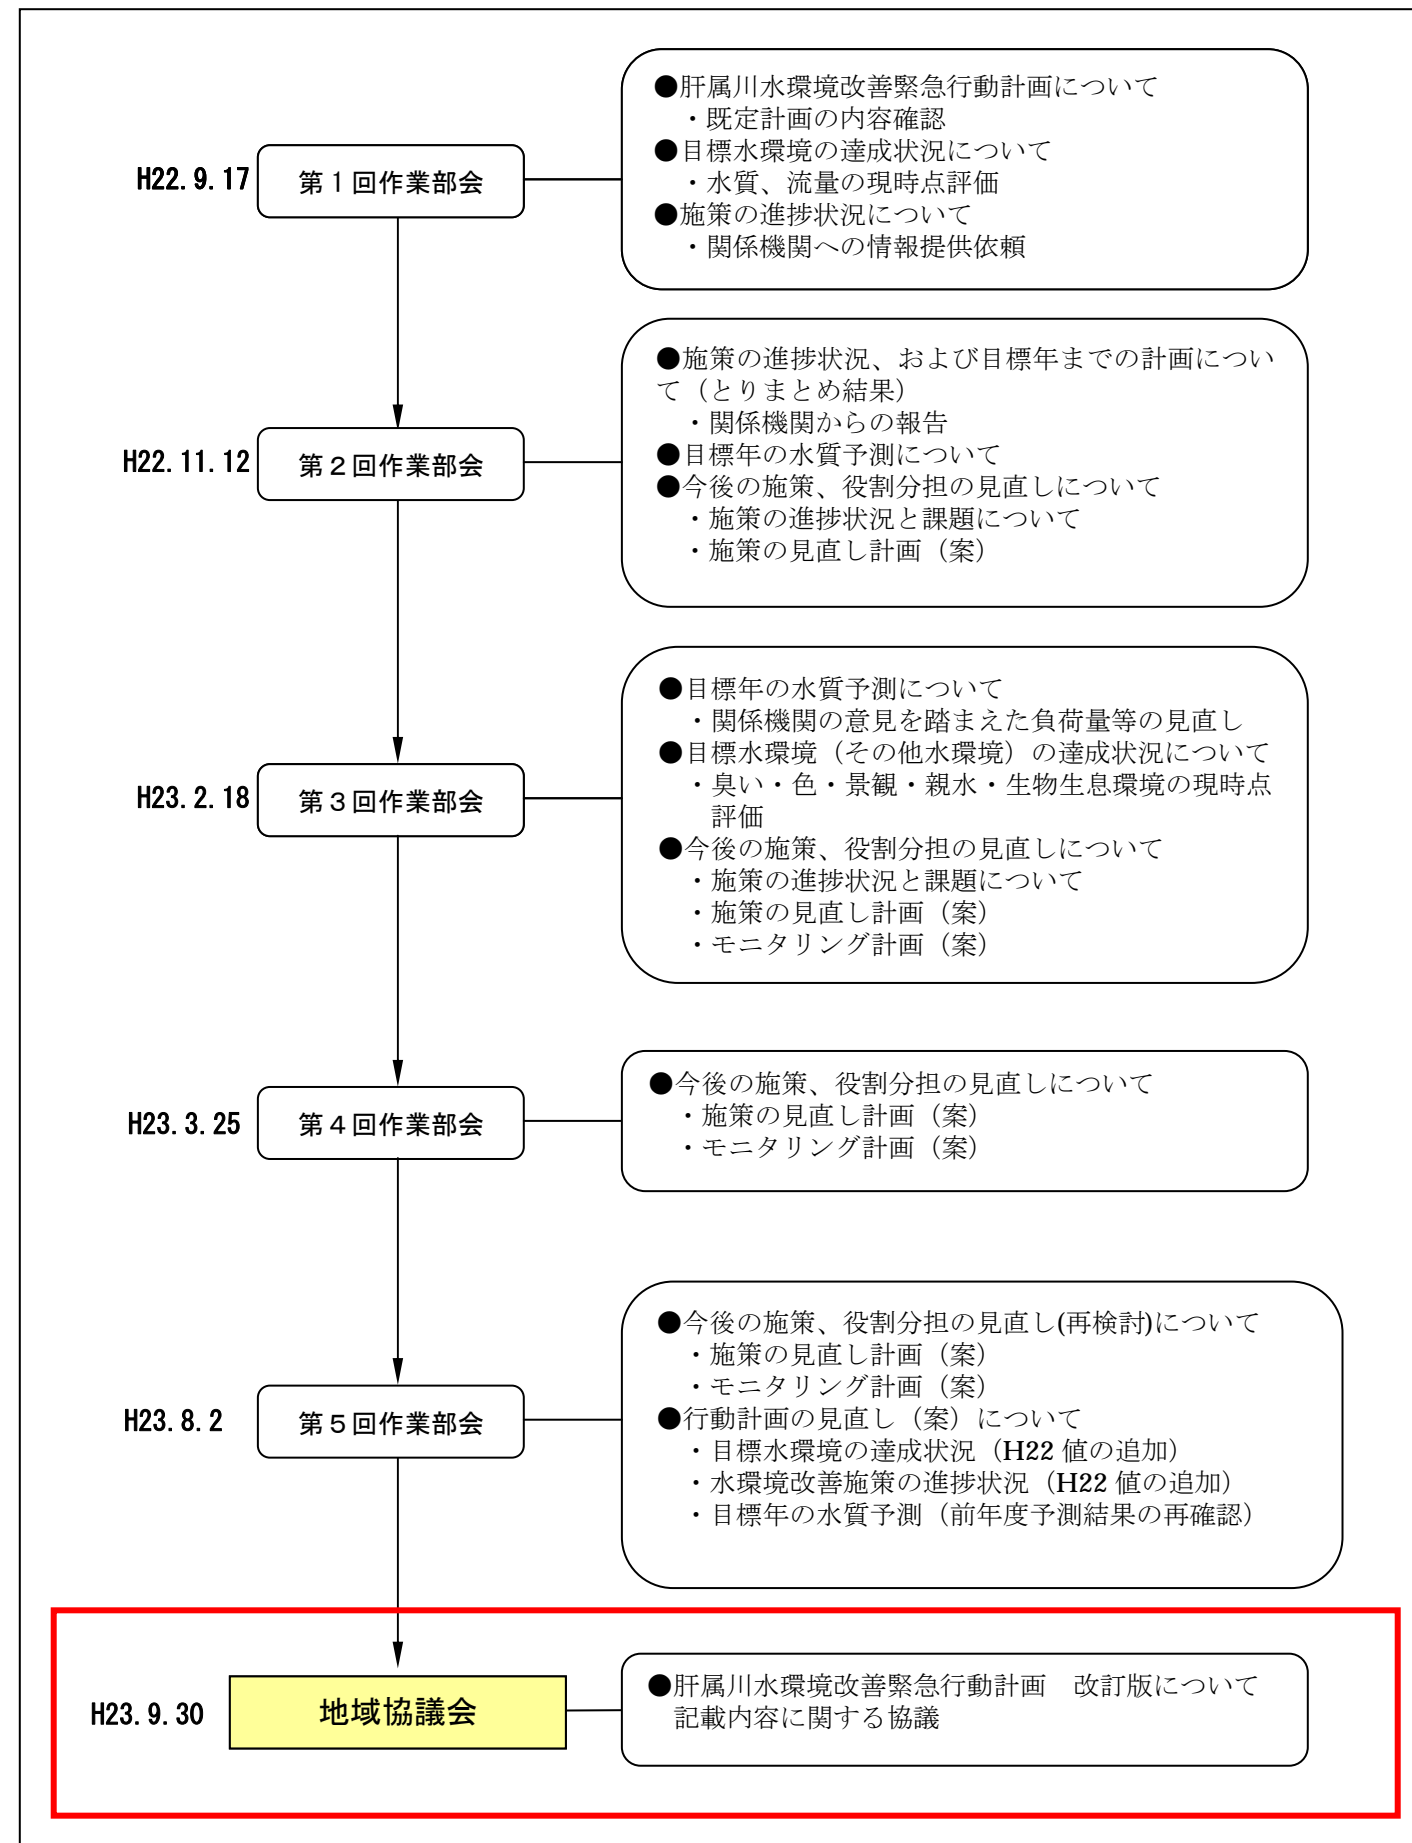 ●肝属川水環境改善緊急行動計画について
・既定計画の内容確認
●目標水環境の達成状況について
H22.9.17
第1回作業部会
・水質、流量の現時点評価
●施策の進捗状況について
・関係機関への情報提供依頼
●施策の進捗状況、および目標年までの計画につい
て（とりまとめ結果）
・関係機関からの報告
H22.11.12
第2回作業部会
●目標年の水質予測について
●今後の施策、役割分担の見直しについて
・施策の進捗状況と課題について
・施策の見直し計画（案）
●目標年の水質予測について
・関係機関の意見を踏まえた負荷量等の見直し
●目標水環境（その他水環境）の達成状況について
H23.2.18
第3回作業部会
・臭い・色・景観・親水・生物生息環境の現時点
評価
●今後の施策、役割分担の見直しについて
・施策の進捗状況と課題について
・施策の見直し計画（案）
・モニタリング計画（案）
H23.3.25
第4回作業部会
●今後の施策、役割分担の見直しについて
・施策の見直し計画（案）
・モニタリング計画（案）
●今後の施策、役割分担の見直し(再検討)について
・施策の見直し計画（案）
・モニタリング計画（案）
H23.8.2
第5回作業部会
●行動計画の見直し（案）について
・目標水環境の達成状況（H22 値の追加）
・水環境改善施策の進捗状況（H22 値の追加）
・目標年の水質予測（前年度予測結果の再確認）
H23.9.30
地域協議会
●肝属川水環境改善緊急行動計画　改訂版について
記載内容に関する協議